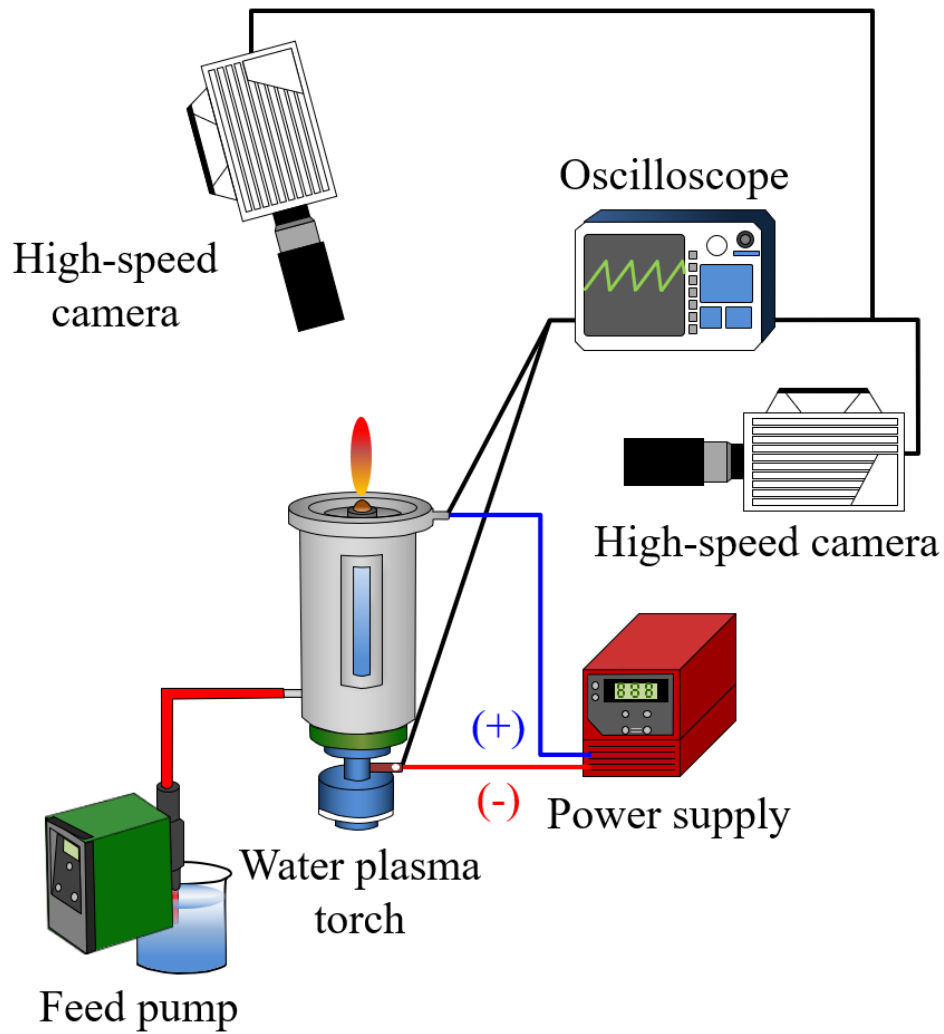 Oscilloscope
High-speed
camera
High-speed camera
(+)
(-)
888
Power supply
Water plasma
torch
Feed pump